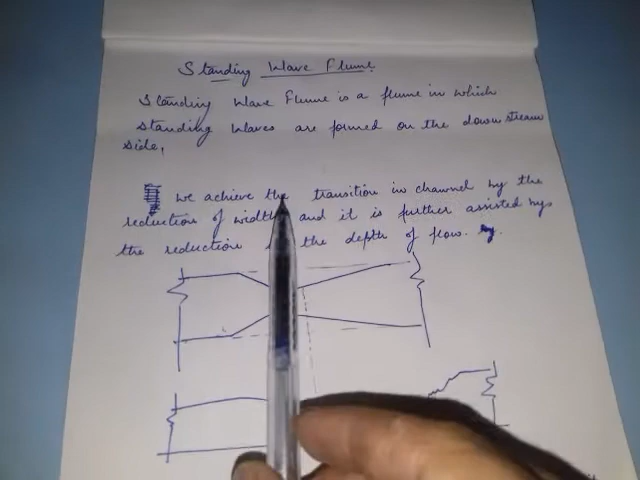 Standing Wave Flume
Standing Wave Flume is a flume in which
standing waves are formed on the down stream
side,
we achieve the transition in channel by the
reduction of width and it is further assisted by
the reduction the depth of flow.